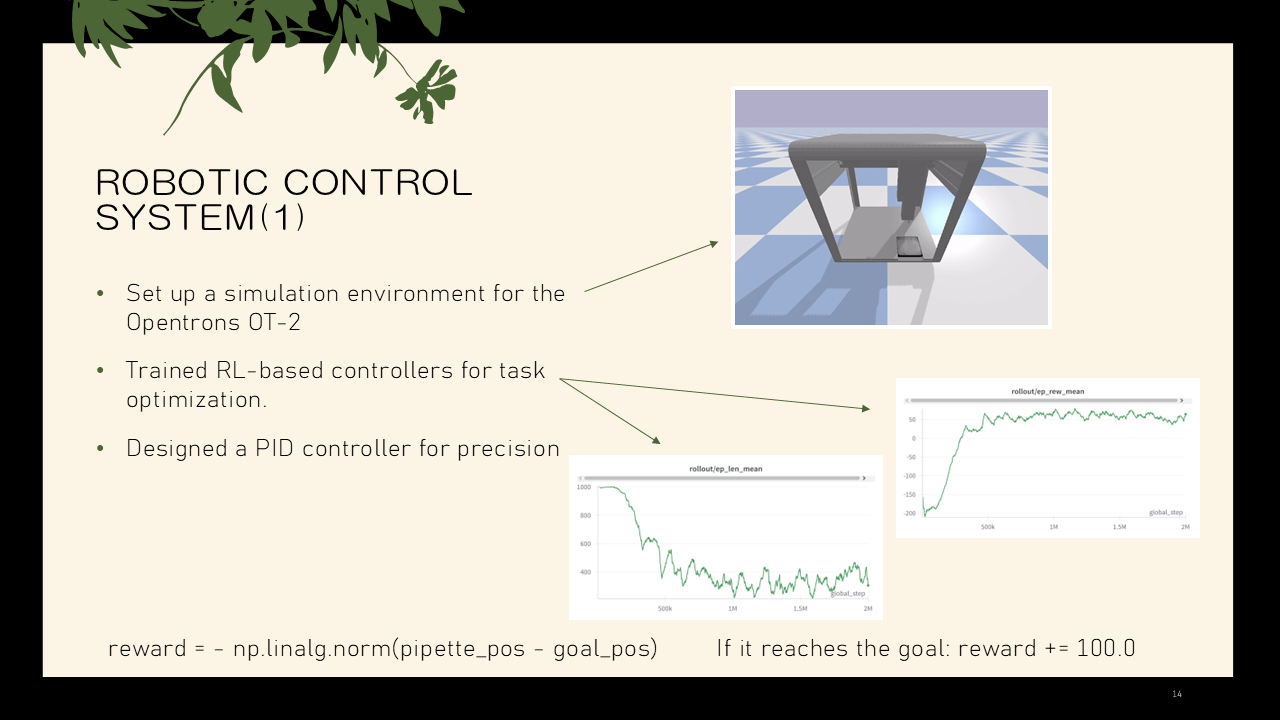 ROBOTIC CONTROL
SYSTEM(1)
• Set up a simulation environment for the
Opentrons OT-2
• Trained RL-based controllers for task
optimization.
• Designed a PID controller for precision
rollout/ep_rew_mean
50
0
-50
-100
-150
-200
global_step
500k 1M 1.5M 2M
rollout/ep_len_mean
1000
800
600
400
global_step
500k 1M 1.5M 2M
reward = - np.linalg.norm(pipette_pos - goal_pos)
If it reaches the goal: reward += 100.0
14